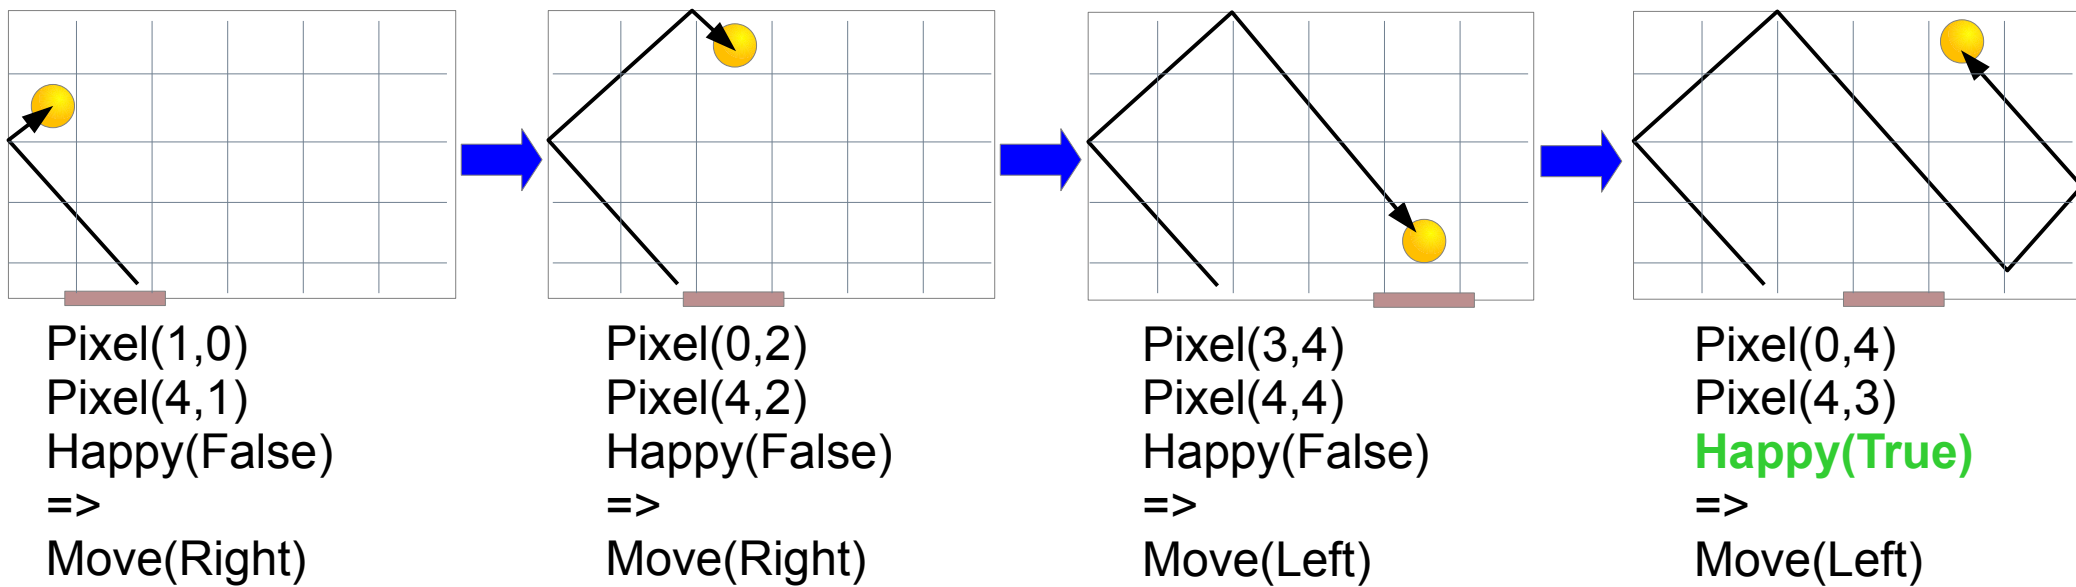 Pixel(1,0)
Pixel(4,1)
Happy(False)
=>
Move(Right)
Pixel(0,2)
Pixel(4,2)
Happy(False)
=>
Move(Right)
Pixel(3,4)
Pixel(4,4)
Happy(False)
=>
Move(Left)
Pixel(0,4)
Pixel(4,3)
Happy(True)
=>
Move(Left)